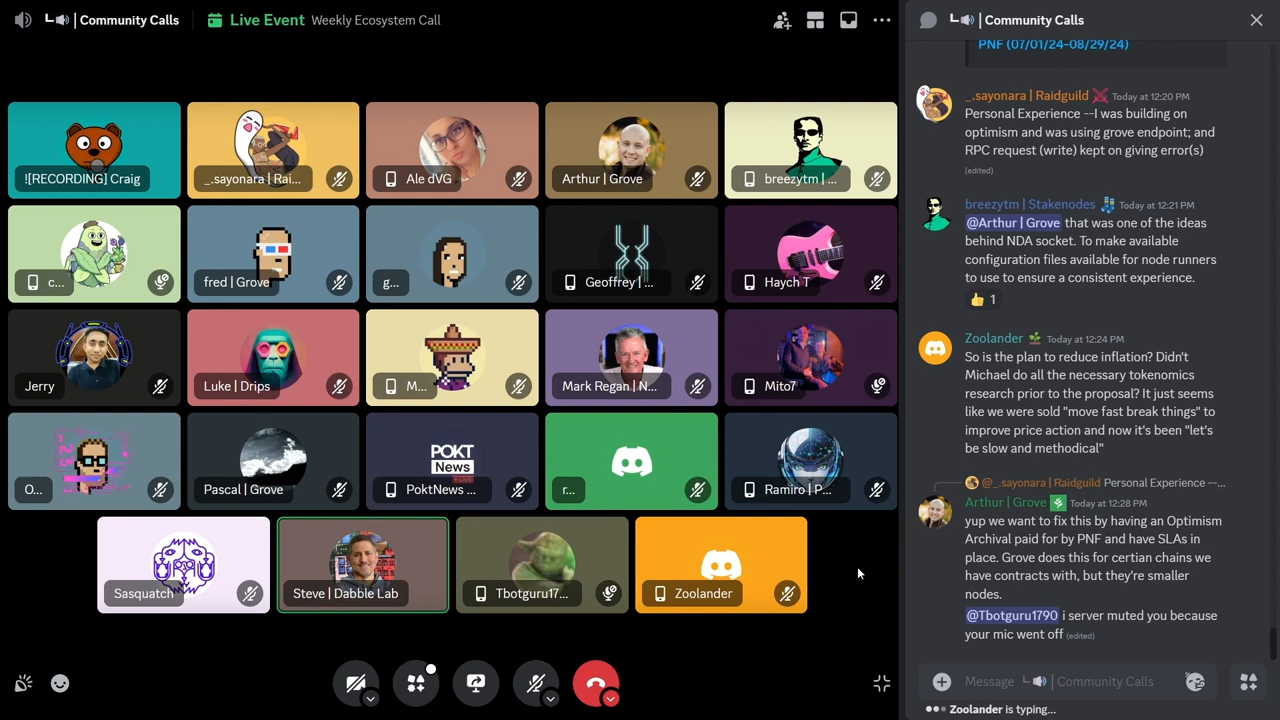 ┗🔊 | Community Calls
Live Event Weekly Ecosystem Call
![RECORDING] Craig
_.sayonara | Rai...
Ale dVG
Arthur | Grove
breezytm | ...
c...
fred | Grove
g...
Geoffrey | ...
Haych T
Jerry
Luke | Drips
M...
Mark Regan | N...
Mito7
O...
Pascal | Grove
POKT
News
LIVE
PoktNews ...
r...
Ramiro | P...
Sasquatch
Steve | Dabble Lab
Tbotguru17...
Zoolander
┗🔊 | Community Calls
PNF (07/01/24-08/29/24)
_.sayonara | Raidguild Today at 12:20 PM
Personal Experience --I was building on
optimism and was using grove endpoint; and
RPC request (write) kept on giving error(s)
(edited)
breezytm | Stakenodes Today at 12:21 PM
@Arthur | Grove that was one of the ideas
behind NDA socket. To make available
configuration files available for node runners
to use to ensure a consistent experience.
👍 1
Zoolander Today at 12:24 PM
So is the plan to reduce inflation? Didn't
Michael do all the necessary tokenomics
research prior to the proposal? It just seems
like we were sold "move fast break things" to
improve price action and now it's been "let's
be slow and methodical"
@_.sayonara | Raidguild Personal Experience --...
Arthur | Grove Today at 12:28 PM
yup we want to fix this by having an Optimism
Archival paid for by PNF and have SLAs in
place. Grove does this for certian chains we
have contracts with, but they're smaller
nodes.
@Tbotguru1790 i server muted you because
your mic went off (edited)
Message ┗🔊 | Community Calls
Zoolander is typing...